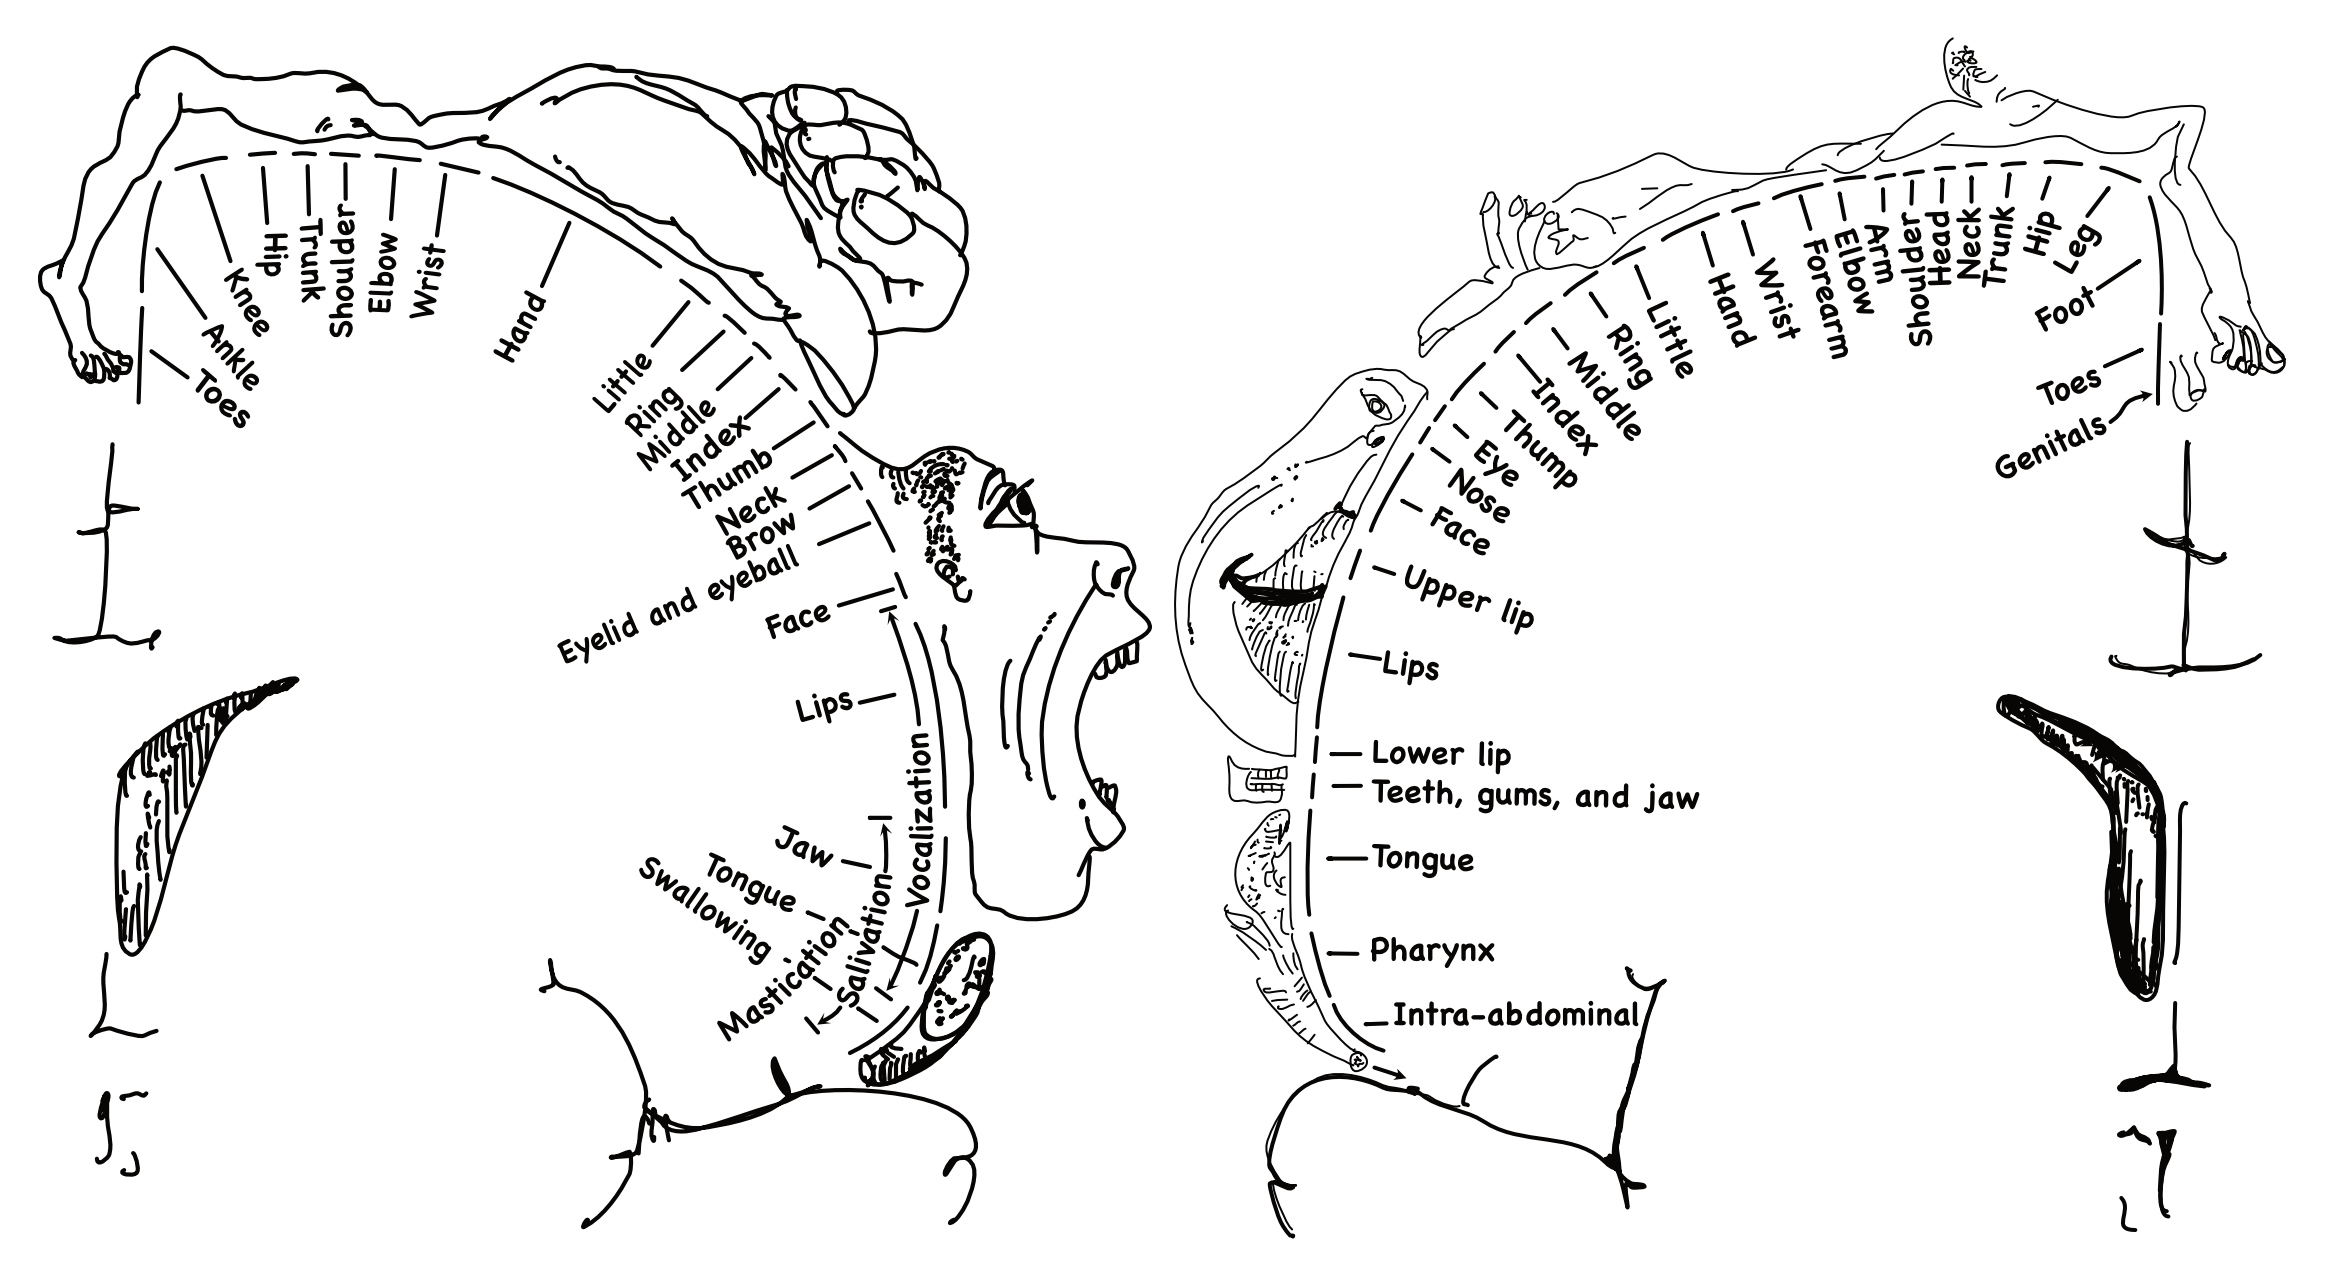 Toes
Ankle
Knee
Hip
Trunk
Shoulder
Elbow
Wrist
Hand
Little
Ring
Middle
Index
Thumb
Neck
Brow
Eyelid and eyeball
Face
Lips
Vocalization
Jaw
Tongue
Swallowing
Mastication
Salivation
Genitals
Toes
Foot
Leg
Hip
Trunk
Neck
Head
Shoulder
Arm
Elbow
Forearm
Wrist
Hand
Little
Ring
Middle
Index
Thump
Eye
Nose
Face
Upper lip
Lips
Lower lip
Teeth, gums, and jaw
Tongue
Pharynx
Intra-abdominal